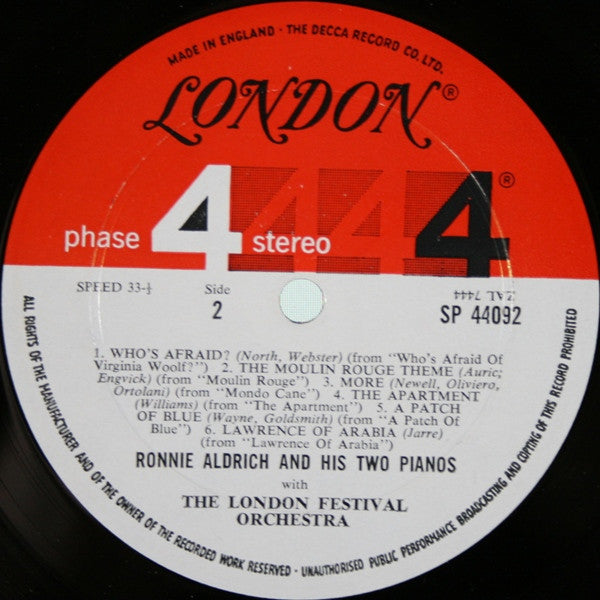 MADE IN ENGLAND · THE DECCA RECORD CO. LTD.
LONDON®
phase 4 stereo 4 4 4®
SPEED 33-⅓
Side
2
ZAL 7444
SP 44092
1. WHO'S AFRAID? (North, Webster) (from "Who's Afraid Of
Virginia Woolf?") 2. THE MOULIN ROUGE THEME (Auric;
Engvick) (from "Moulin Rouge") 3. MORE (Newell, Oliviero,
Ortolani) (from "Mondo Cane") 4. THE APARTMENT
(Williams) (from "The Apartment") 5. A PATCH
OF BLUE (Wayne, Goldsmith) (from "A Patch Of
Blue") 6. LAWRENCE OF ARABIA (Jarre)
(from "Lawrence Of Arabia")
RONNIE ALDRICH AND HIS TWO PIANOS
with
THE LONDON FESTIVAL
ORCHESTRA
ALL RIGHTS OF THE MANUFACTURER AND OF THE OWNER OF THE RECORDED WORK RESERVED · UNAUTHORISED PUBLIC PERFORMANCE BROADCASTING AND COPYING OF THIS RECORD PROHIBITED